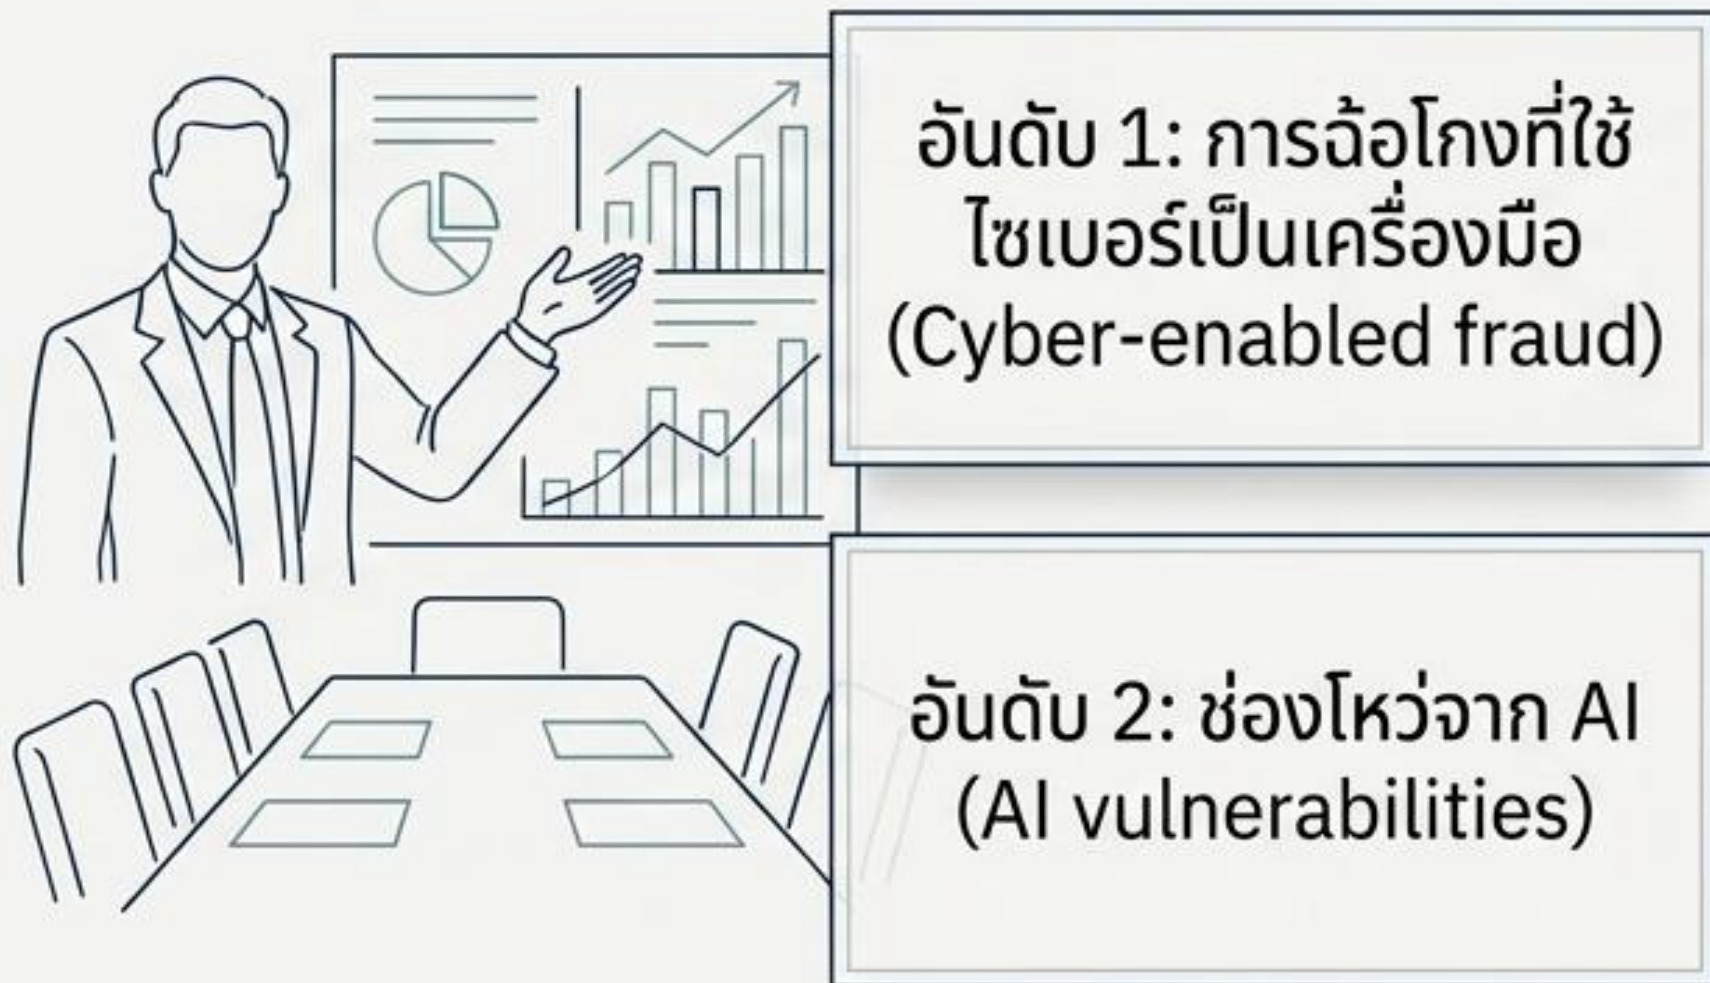 อันดับ 1: การฉ้อโกงที่ใช้
ไซเบอร์เป็นเครื่องมือ
(Cyber-enabled fraud)
อันดับ 2: ช่องโหว่จาก AI
(AI vulnerabilities)